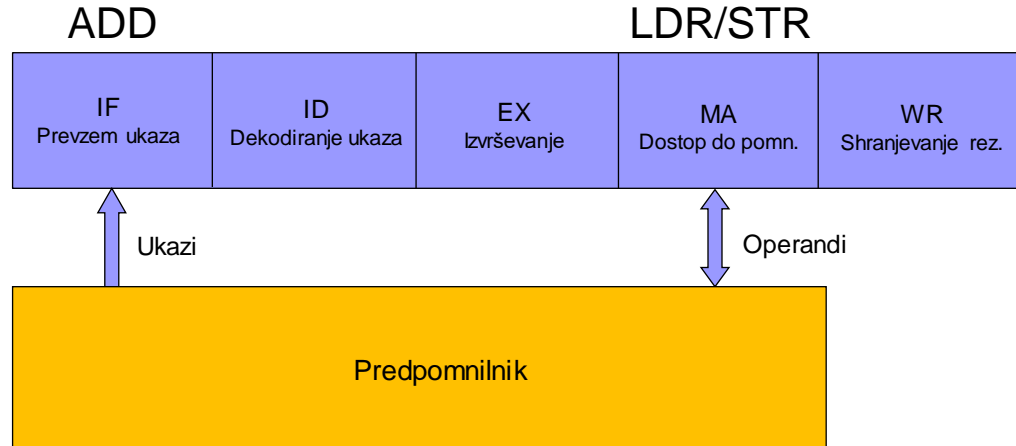 ADD
LDR/STR
IF
Prevzem ukaza
ID
Dekodiranje ukaza
EX
Izvrševanje
MA
Dostop do pomn.
WR
Shranjevanje rez.
Ukazi
Operandi
Predpomnilnik